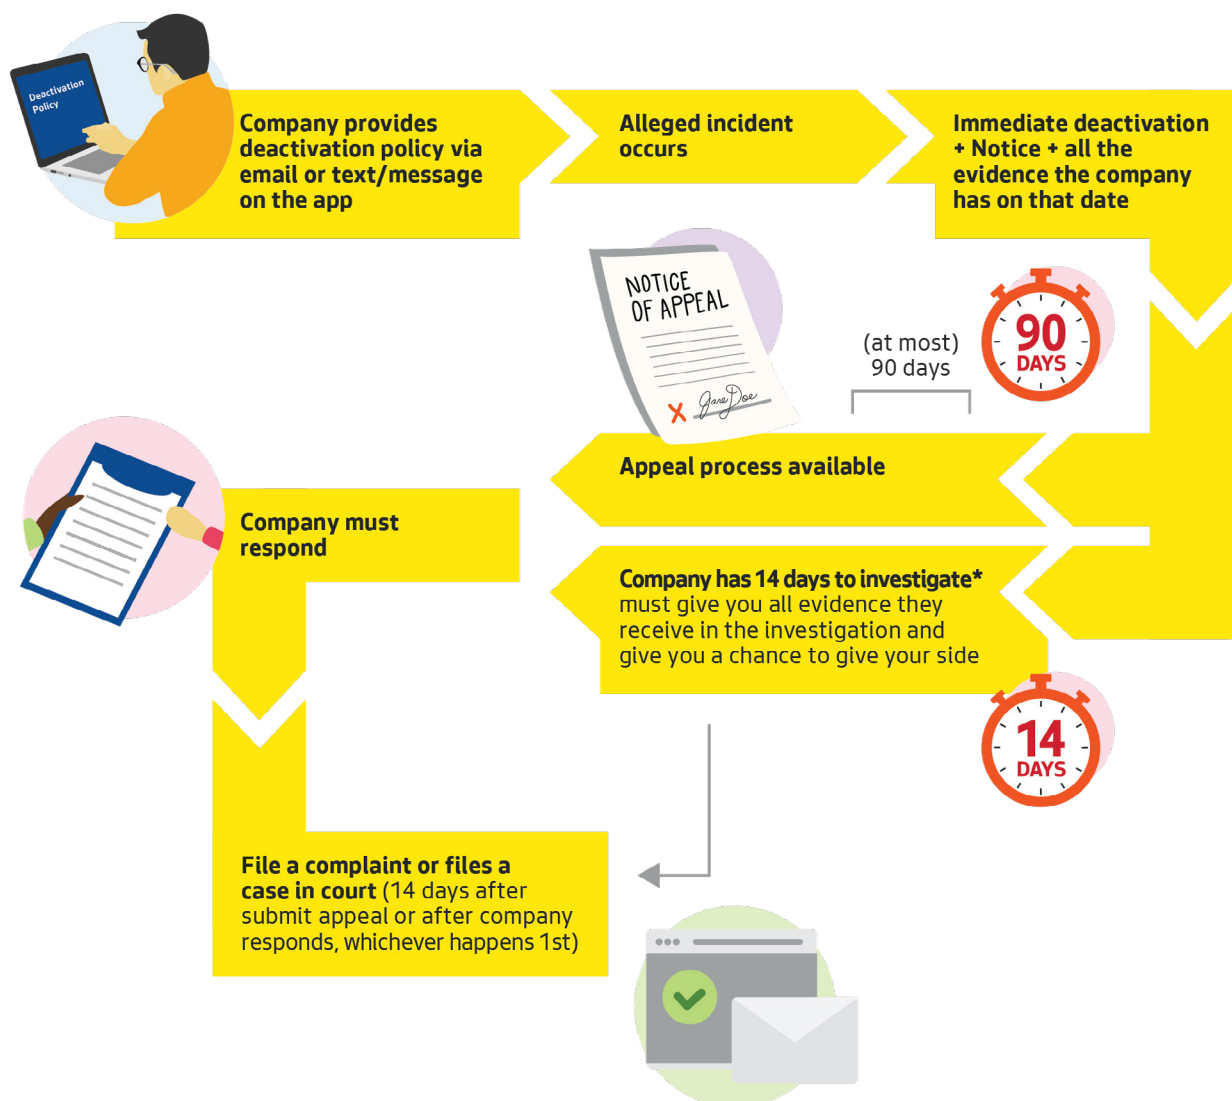 Deactivation
Policy
Company provides
deactivation policy via
email or text/message
on the app
Alleged incident
occurs
Immediate deactivation
+ Notice + all the
evidence the company
has on that date
NOTICE
OF APPEAL
X Jane Doe
(at most)
90 days
90
DAYS
Appeal process available
Company must
respond
Company has 14 days to investigate*
must give you all evidence they
receive in the investigation and
give you a chance to give your side
14
DAYS
File a complaint or files a
case in court (14 days after
submit appeal or after company
responds, whichever happens 1st)